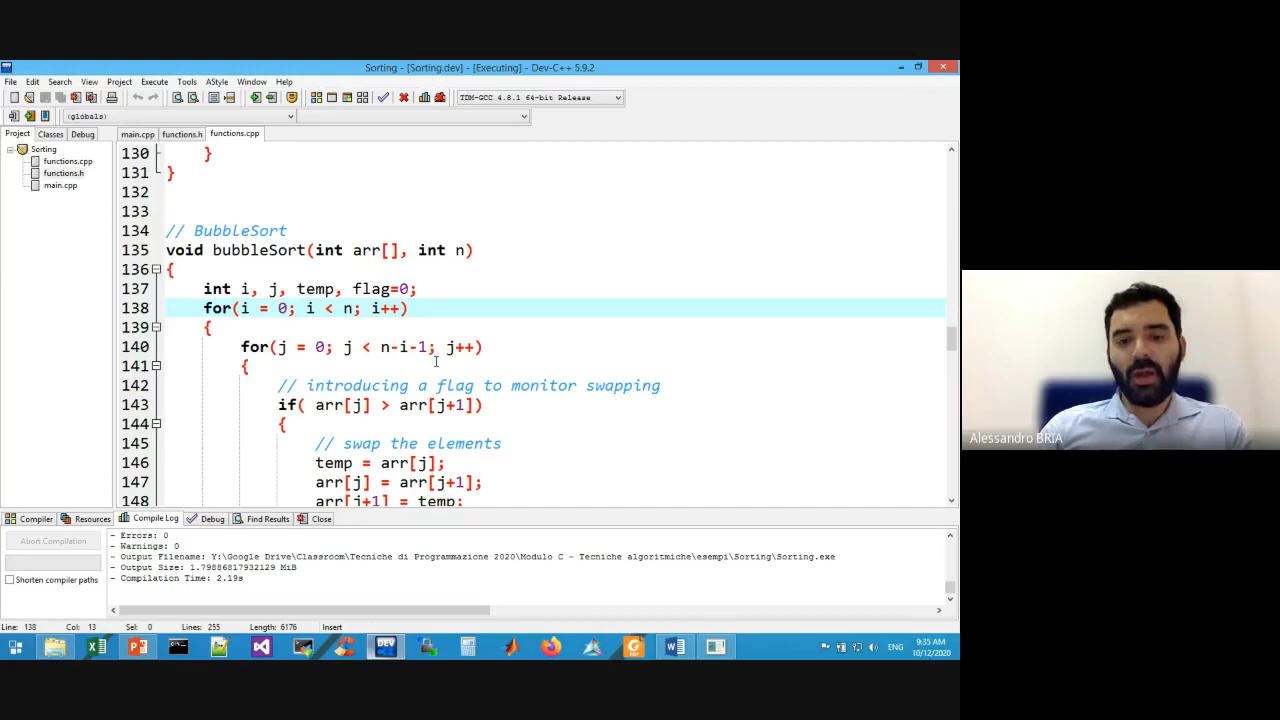 Sorting - [Sorting.dev] - [Executing] - Dev-C++ 5.9.2
File Edit Search View Project Execute Tools AStyle Window Help
TDM-GCC 4.8.1 64-bit Release
(globals)
Project Classes Debug main.cpp functions.h functions.cpp
Sorting
functions.cpp
functions.h
main.cpp
130 }
131 }
132
133
134 // BubbleSort
135 void bubbleSort(int arr[], int n)
136 {
137 int i, j, temp, flag=0;
138 for(i = 0; i < n; i++)
139 {
140 for(j = 0; j < n-i-1; j++)
141 {
142 // introducing a flag to monitor swapping
143 if( arr[j] > arr[j+1])
144 {
145 // swap the elements
146 temp = arr[j];
147 arr[j] = arr[j+1];
148 arr[j+1] = temp;
Compiler Resources Compile Log Debug Find Results Close
Abort Compilation
Shorten compiler paths
- Errors: 0
- Warnings: 0
- Output Filename: Y:\Google Drive\Classroom\Tecniche di Programmazione 2020\Modulo C - Tecniche algoritmiche\esempi\Sorting\Sorting.exe
- Output Size: 1.79886817932129 MiB
- Compilation Time: 2.19s
Line: 138 Col: 13 Sel: 0 Lines: 255 Length: 6176 Insert
DEV
PDF
ENG
9:35 AM
10/12/2020
Alessandro BRIA